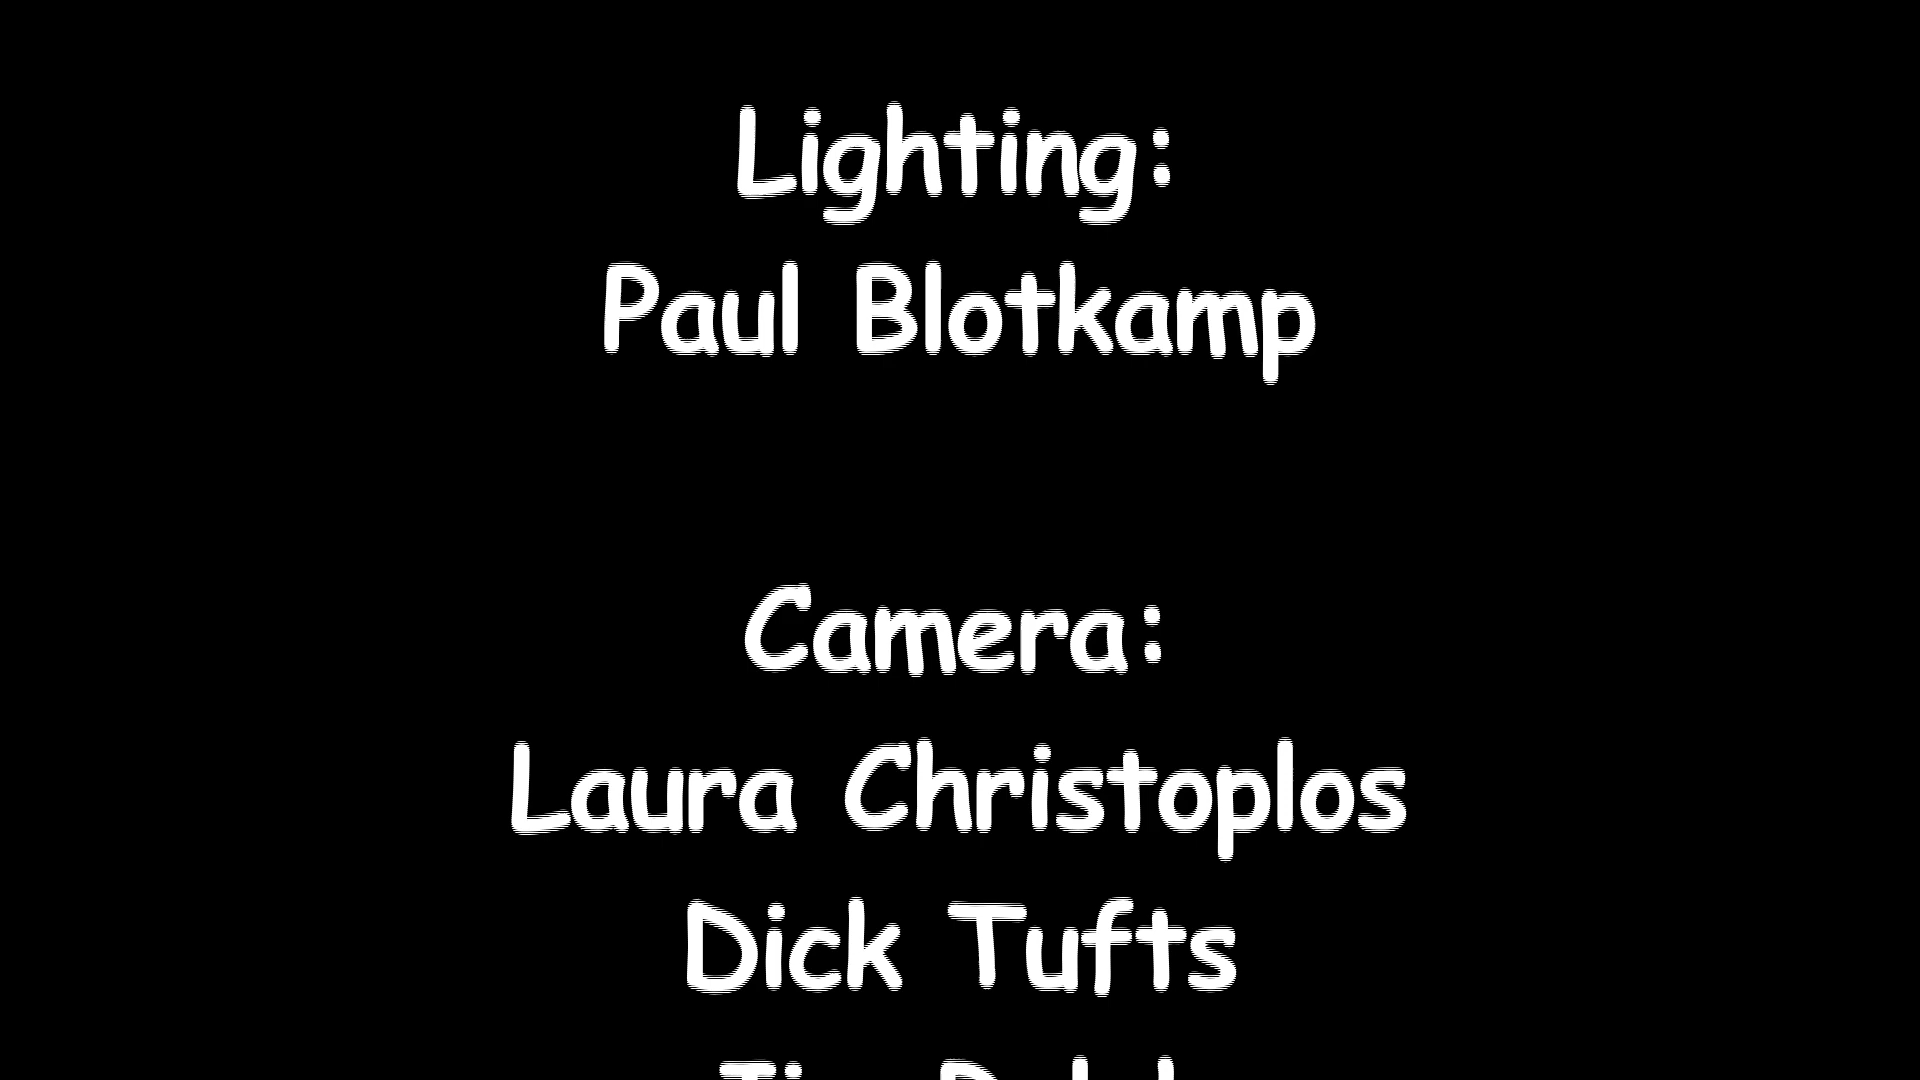 Lighting:
Paul Blotkamp
Camera:
Laura Christoplos
Dick Tufts